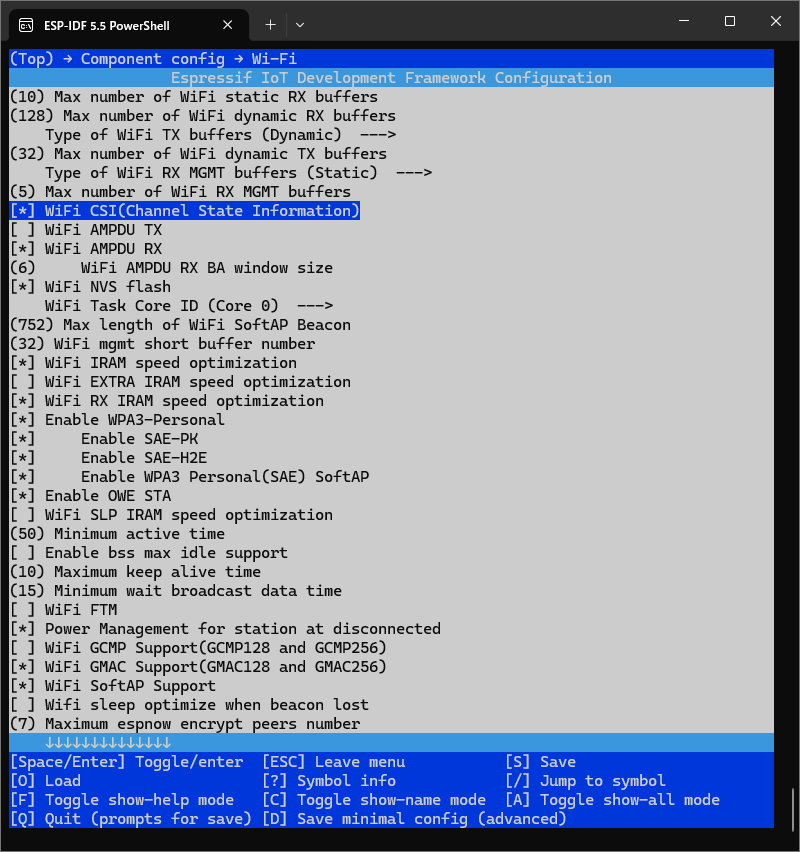 ESP-IDF 5.5 PowerShell
(Top) → Component config → Wi-Fi
Espressif IoT Development Framework Configuration
(10) Max number of WiFi static RX buffers
(128) Max number of WiFi dynamic RX buffers
    Type of WiFi TX buffers (Dynamic)  --->
(32) Max number of WiFi dynamic TX buffers
    Type of WiFi RX MGMT buffers (Static)  --->
(5) Max number of WiFi RX MGMT buffers
[*] WiFi CSI(Channel State Information)
[ ] WiFi AMPDU TX
[*] WiFi AMPDU RX
(6)     WiFi AMPDU RX BA window size
[*] WiFi NVS flash
    WiFi Task Core ID (Core 0)  --->
(752) Max length of WiFi SoftAP Beacon
(32) WiFi mgmt short buffer number
[*] WiFi IRAM speed optimization
[ ] WiFi EXTRA IRAM speed optimization
[*] WiFi RX IRAM speed optimization
[*] Enable WPA3-Personal
[*]     Enable SAE-PK
[*]     Enable SAE-H2E
[*]     Enable WPA3 Personal(SAE) SoftAP
[*] Enable OWE STA
[ ] WiFi SLP IRAM speed optimization
(50) Minimum active time
[ ] Enable bss max idle support
(10) Maximum keep alive time
(15) Minimum wait broadcast data time
[ ] WiFi FTM
[*] Power Management for station at disconnected
[ ] WiFi GCMP Support(GCMP128 and GCMP256)
[*] WiFi GMAC Support(GMAC128 and GMAC256)
[*] WiFi SoftAP Support
[ ] Wifi sleep optimize when beacon lost
(7) Maximum espnow encrypt peers number
↓↓↓↓↓↓↓↓↓↓↓↓↓↓
[Space/Enter] Toggle/enter  [ESC] Leave menu           [S] Save
[O] Load                    [?] Symbol info            [/] Jump to symbol
[F] Toggle show-help mode   [C] Toggle show-name mode  [A] Toggle show-all mode
[Q] Quit (prompts for save) [D] Save minimal config (advanced)